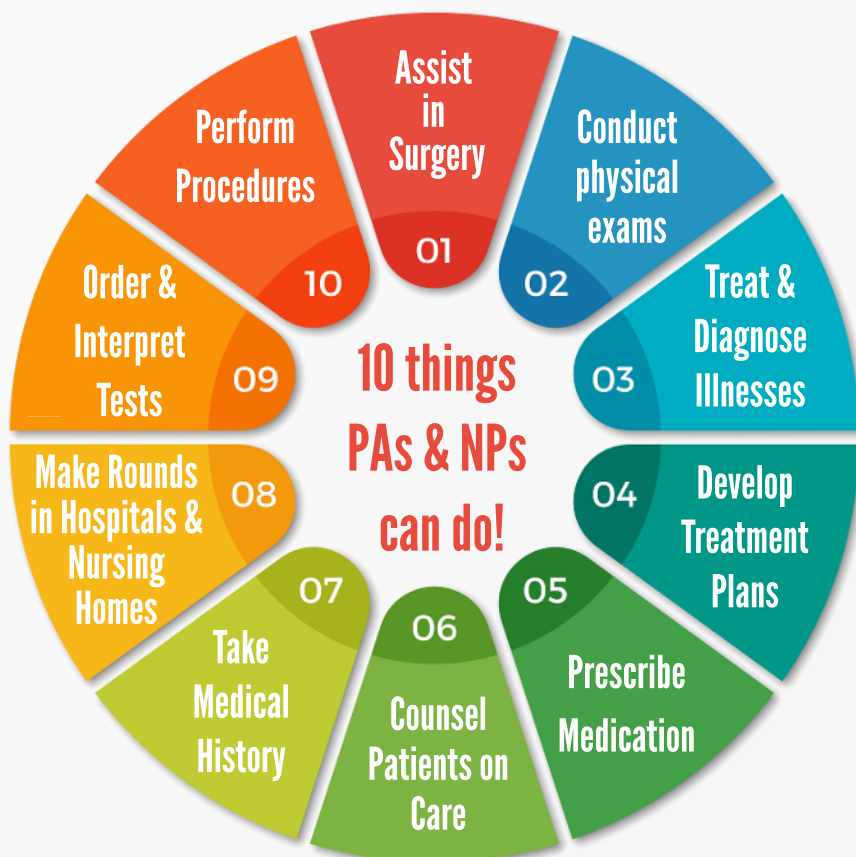 10 things
PAs & NPs
can do!
Assist
in
Surgery
01
Conduct
physical
exams
02
Treat &
Diagnose
Illnesses
03
Develop
Treatment
Plans
04
Prescribe
Medication
05
Counsel
Patients on
Care
06
Take
Medical
History
07
Make Rounds
in Hospitals &
Nursing
Homes
08
Order &
Interpret
Tests
09
Perform
Procedures
10